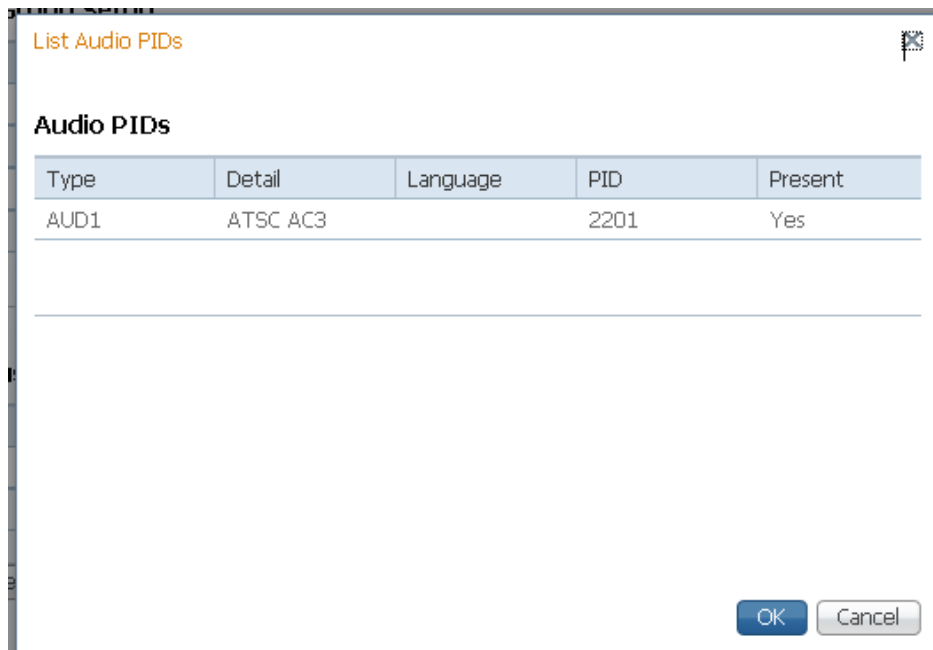 List Audio PIDs
Audio PIDs
Type Detail Language PID Present
AUD1 ATSC AC3 2201 Yes
OK Cancel